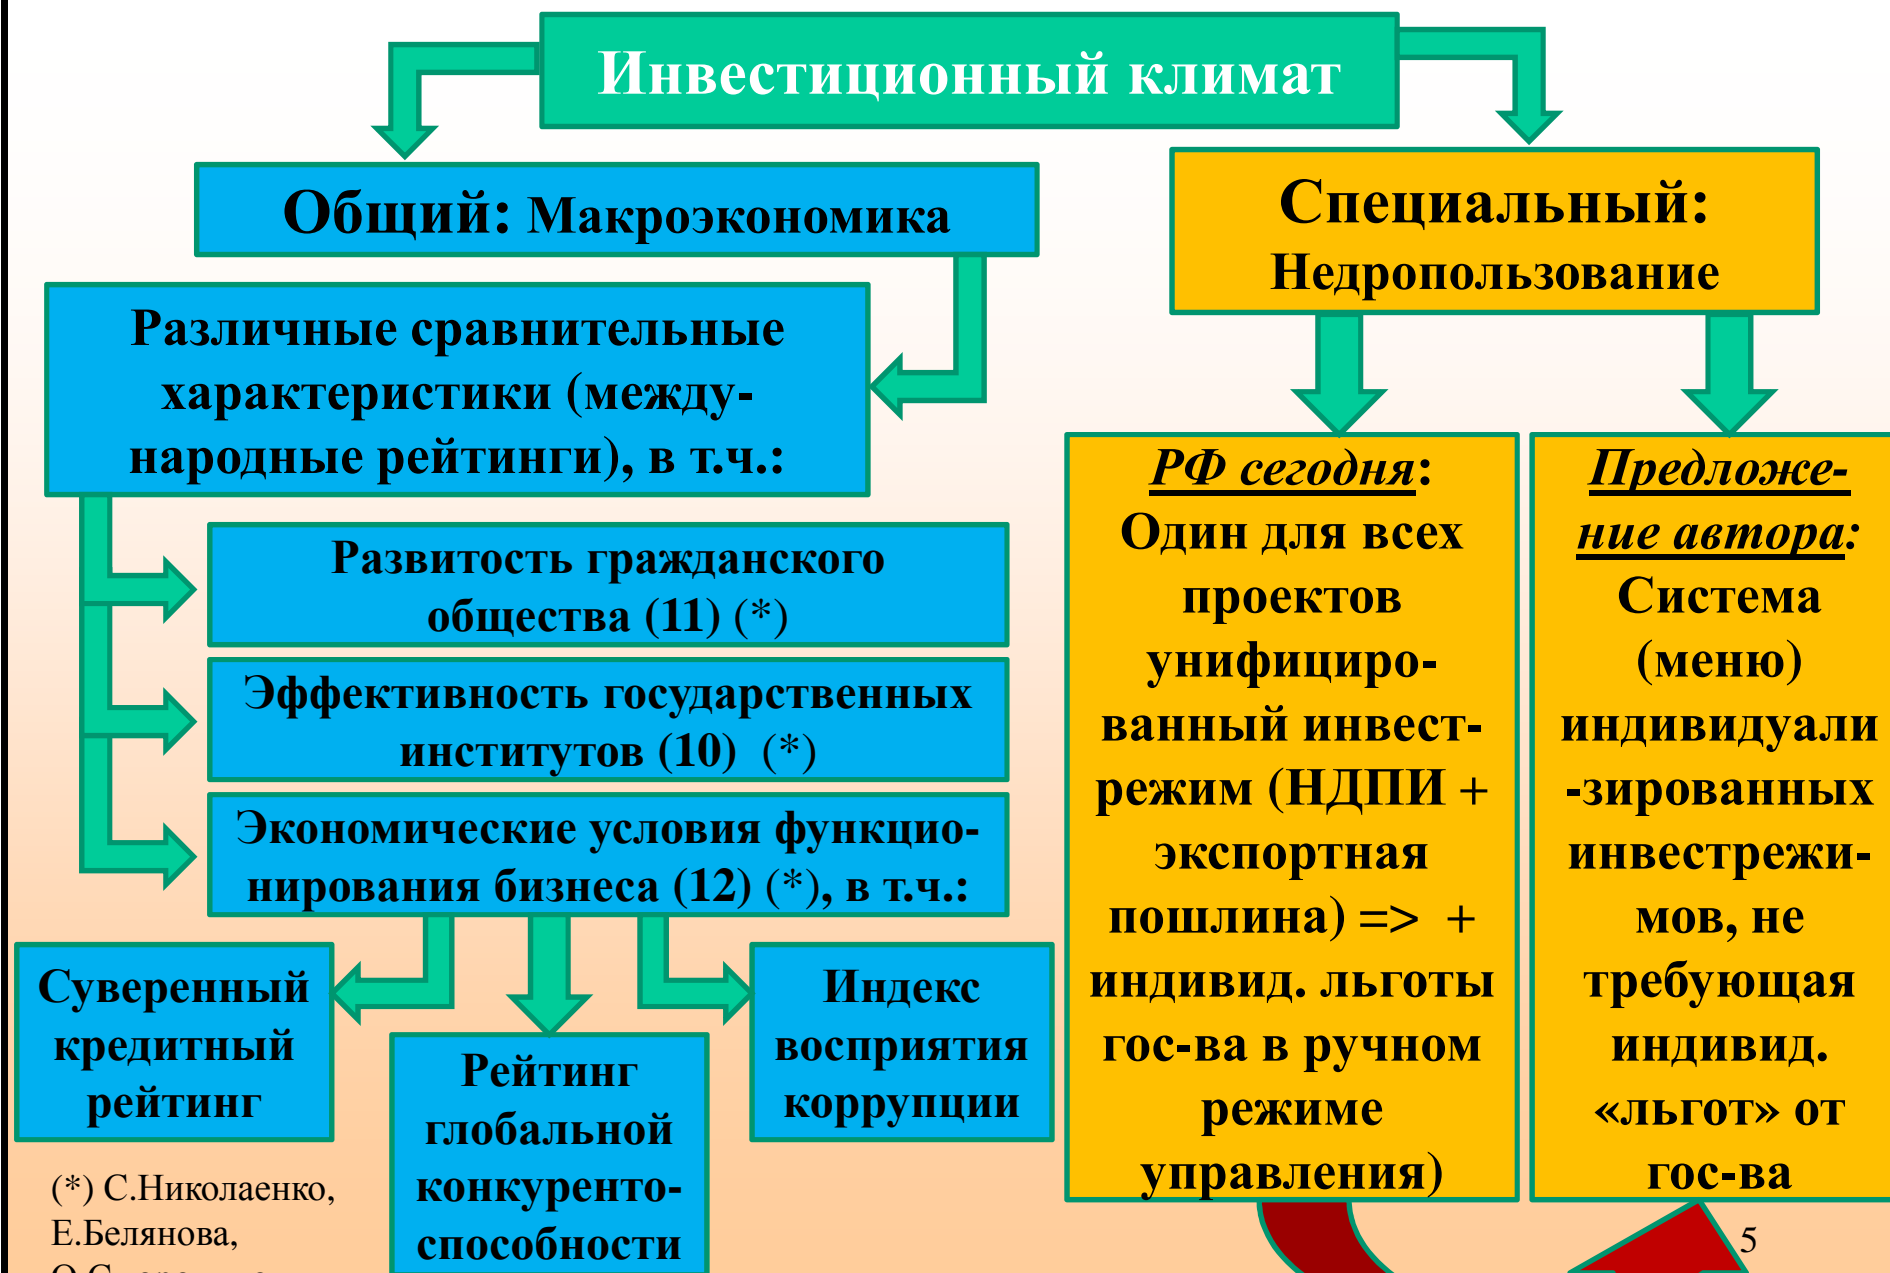 Инвестиционный климат
Общий: Макроэкономика
Специальный:
Недропользование
Различные сравнительные
характеристики (между-
народные рейтинги), в т.ч.:
Развитость гражданского
общества (11) (*)
Эффективность государственных
институтов (10) (*)
Экономические условия функцио-
нирования бизнеса (12) (*), в т.ч.:
Суверенный
кредитный
рейтинг
Рейтинг
глобальной
конкуренто-
способности
Индекс
восприятия
коррупции
(*) С.Николаенко,
Е.Белянова,
РФ сегодня:
Один для всех
проектов
унифициро-
ванный инвест-
режим (НДПИ +
экспортная
пошлина) => +
индивид. льготы
гос-ва в ручном
режиме
управления)
Предложе-
ние автора:
Система
(меню)
индивидуали
-зированных
инвестрежи-
мов, не
требующая
индивид.
«льгот» от
гос-ва
5